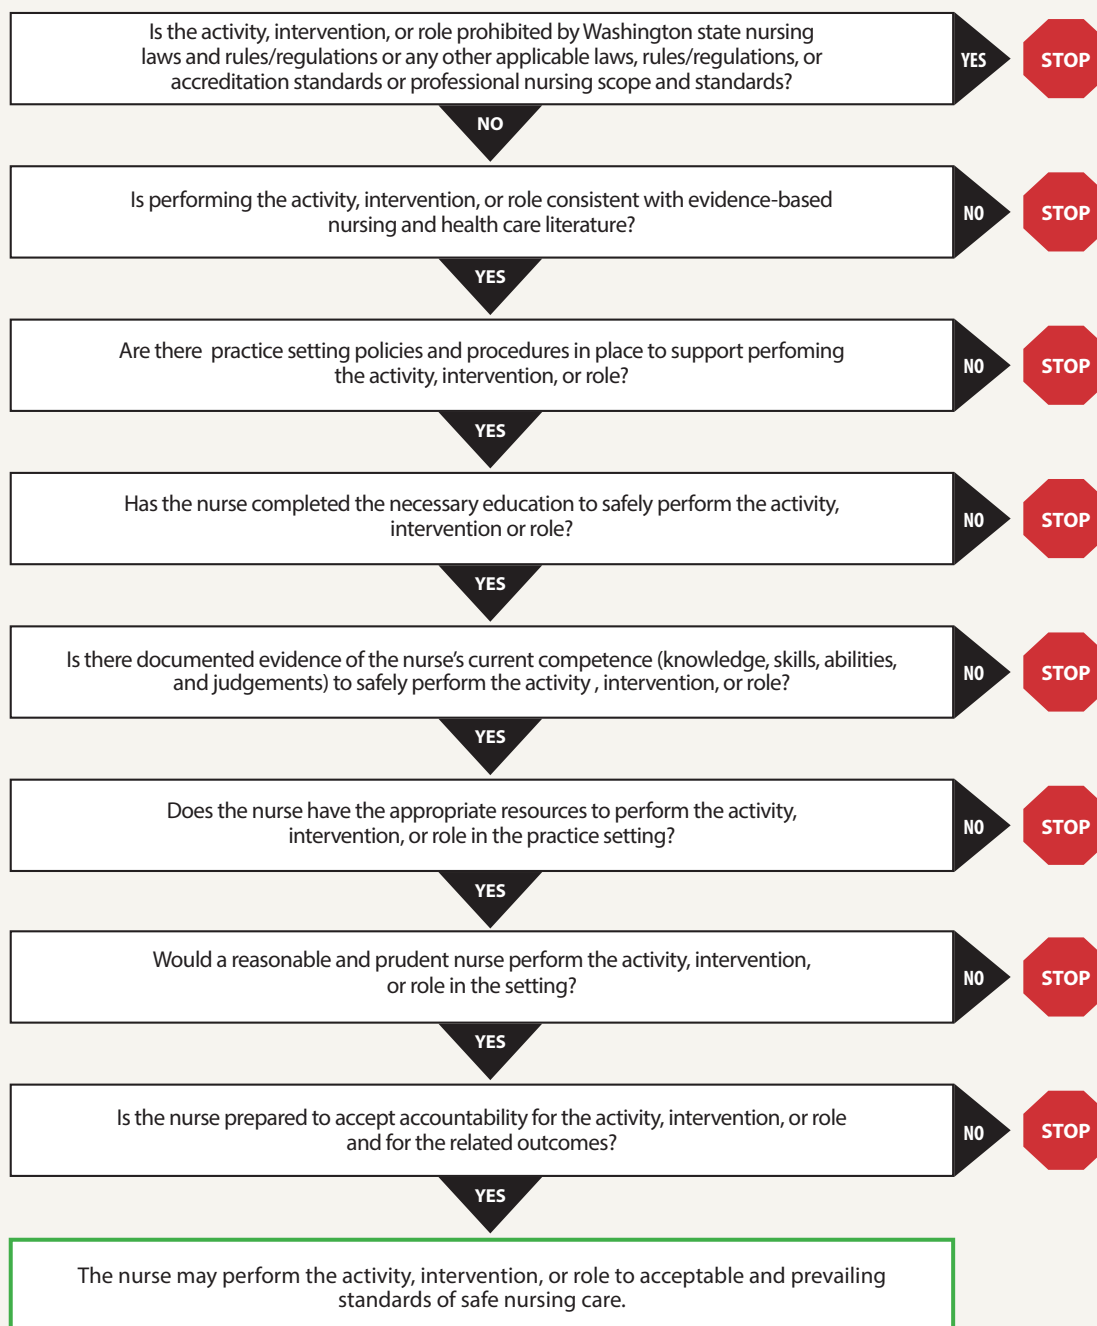 Is the activity, intervention, or role prohibited by Washington state nursing
laws and rules/regulations or any other applicable laws, rules/regulations, or
accreditation standards or professional nursing scope and standards?
YES
STOP
NO
Is performing the activity, intervention, or role consistent with evidence-based
nursing and health care literature?
NO
STOP
YES
Are there practice setting policies and procedures in place to support perfoming
the activity, intervention, or role?
NO
STOP
YES
Has the nurse completed the necessary education to safely perform the activity,
intervention or role?
NO
STOP
YES
Is there documented evidence of the nurse's current competence (knowledge, skills, abilities,
and judgements) to safely perform the activity , intervention, or role?
NO
STOP
YES
Does the nurse have the appropriate resources to perform the activity,
intervention, or role in the practice setting?
NO
STOP
YES
Would a reasonable and prudent nurse perform the activity, intervention,
or role in the setting?
NO
STOP
YES
Is the nurse prepared to accept accountability for the activity, intervention, or role
and for the related outcomes?
NO
STOP
YES
The nurse may perform the activity, intervention, or role to acceptable and prevailing
standards of safe nursing care.